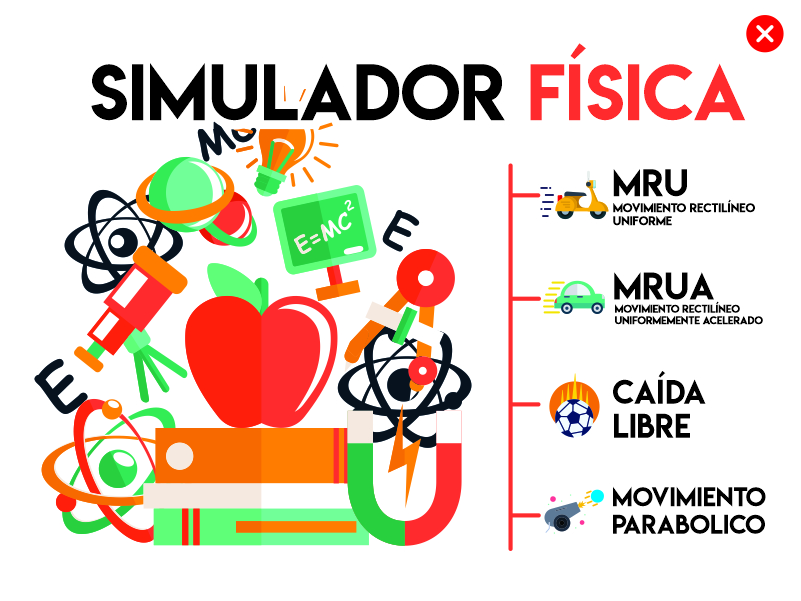 SIMULADOR FÍSICA
E=MC²
E
E
MRU
MOVIMIENTO RECTILÍNEO
UNIFORME
MRUA
MOVIMIENTO RECTILÍNEO
UNIFORMEMENTE ACELERADO
CAÍDA
LIBRE
MOVIMIENTO
PARABOLICO